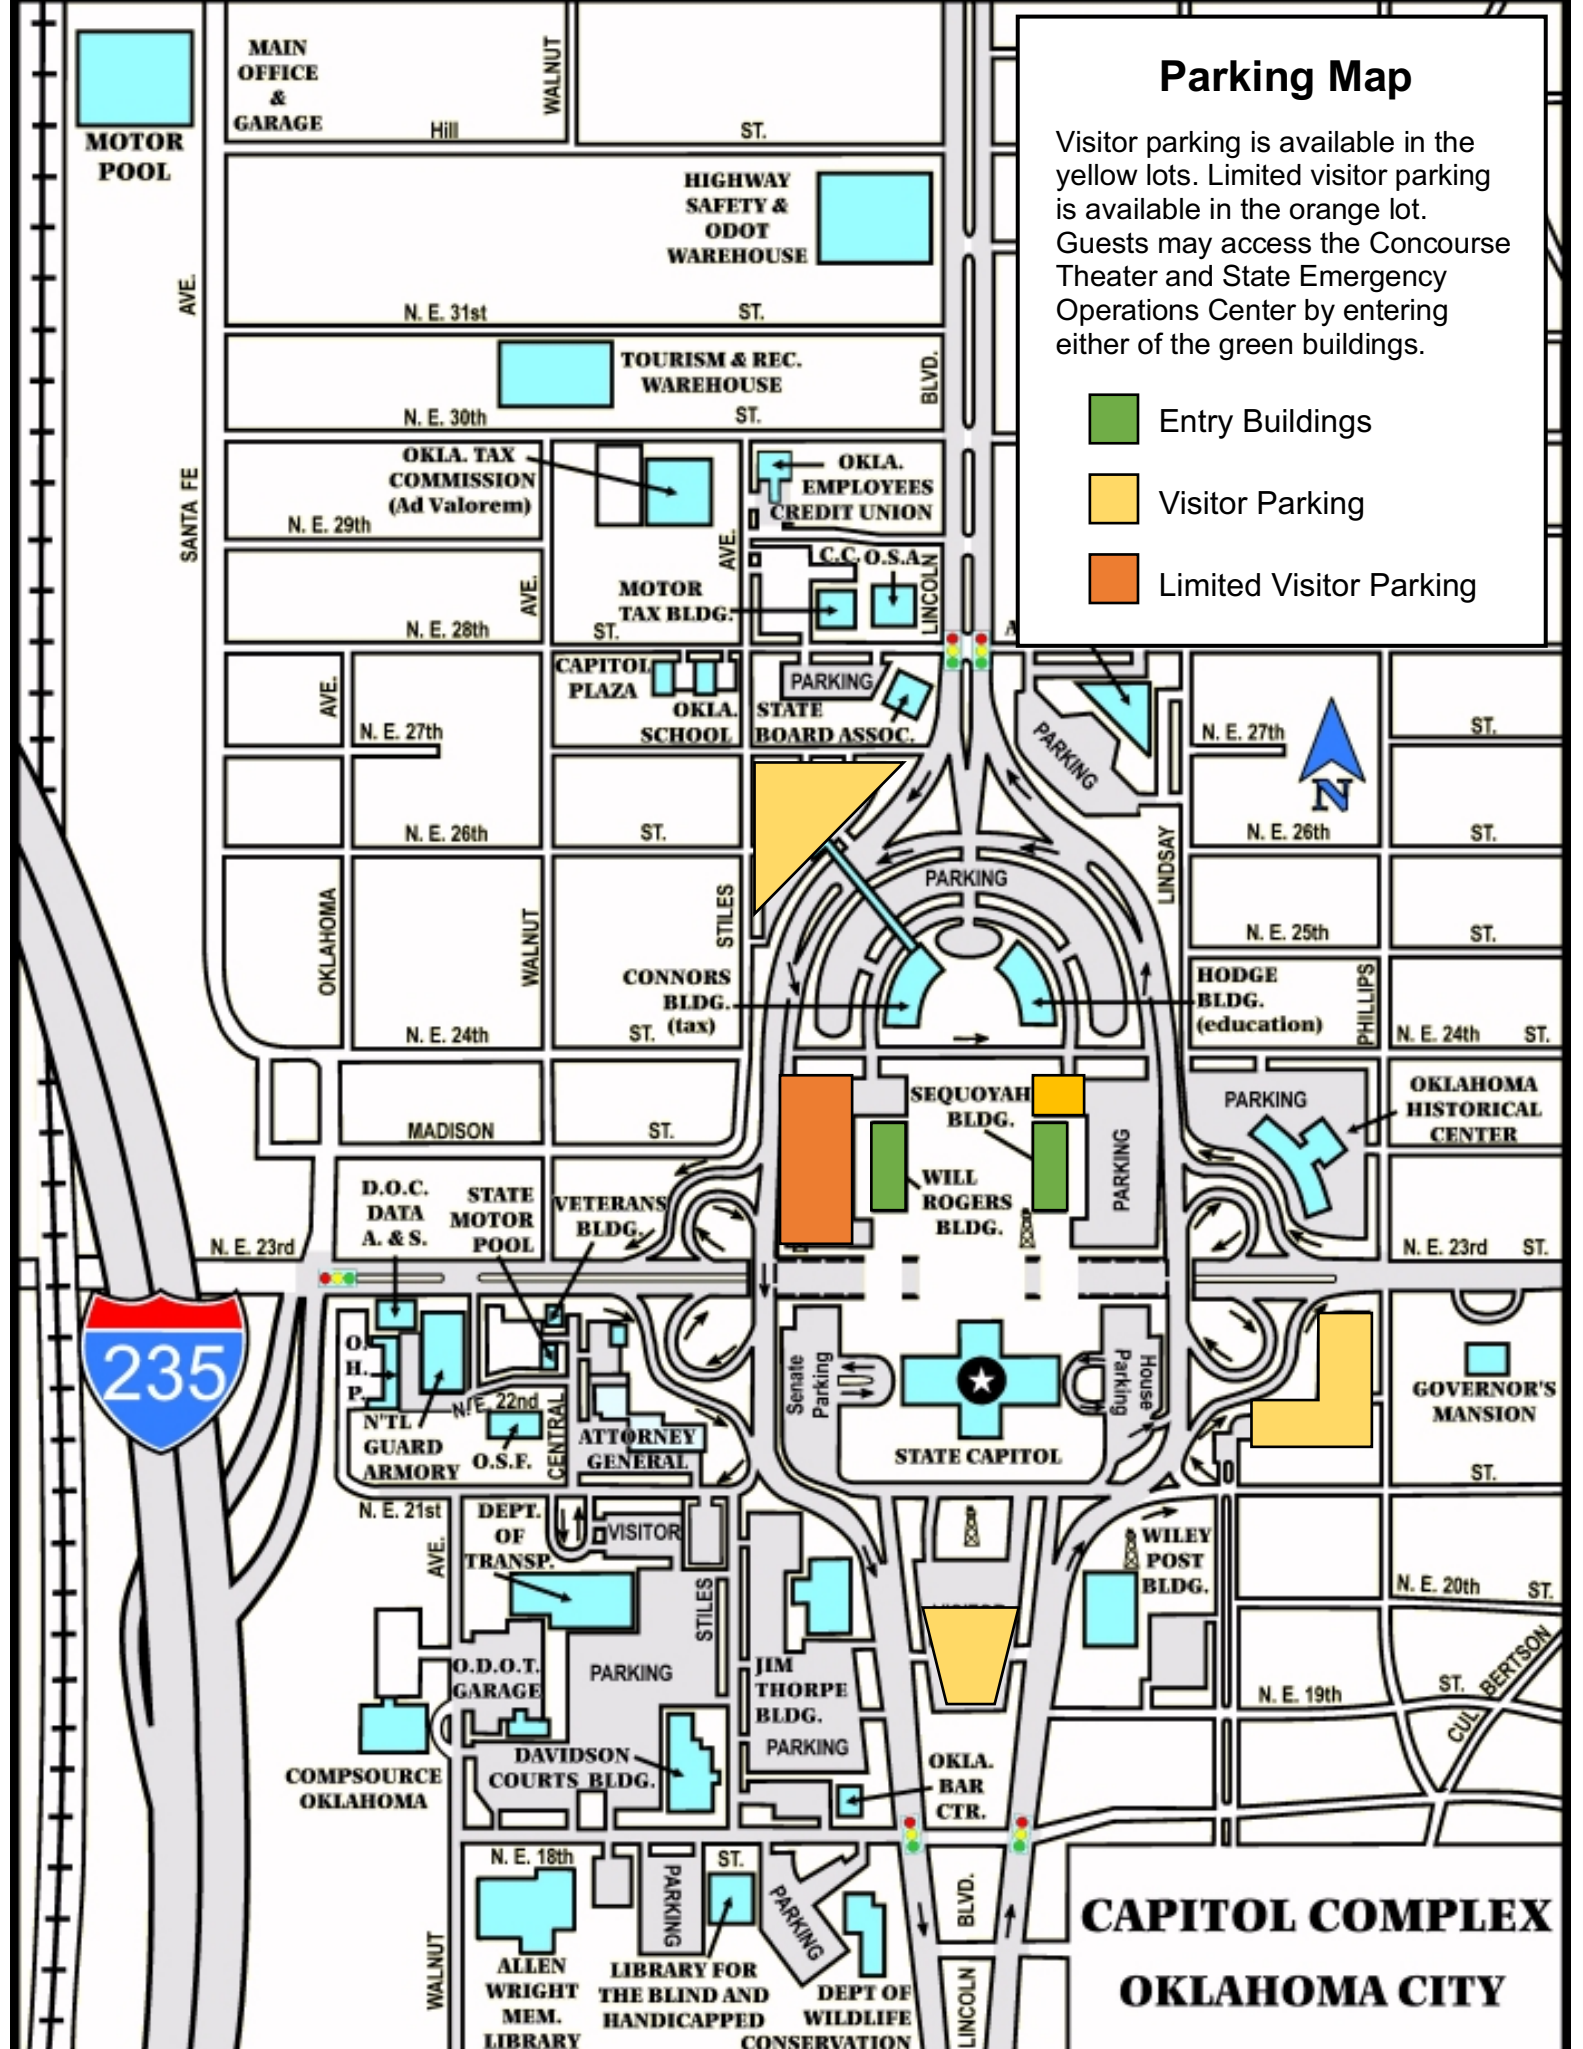 Parking Map
Visitor parking is available in the
yellow lots. Limited visitor parking
is available in the orange lot.
Guests may access the Concourse
Theater and State Emergency
Operations Center by entering
either of the green buildings.
Entry Buildings
Visitor Parking
Limited Visitor Parking
MAIN
OFFICE
&
GARAGE
MOTOR
POOL
WALNUT
Hill
ST.
HIGHWAY
SAFETY &
ODOT
WAREHOUSE
AVE.
N. E. 31st
ST.
TOURISM & REC.
WAREHOUSE
BLVD.
N. E. 30th
ST.
OKLA. TAX
COMMISSION
(Ad Valorem)
OKLA.
EMPLOYEES
CREDIT UNION
SANTA FE
N. E. 29th
AVE.
C.C.
O.S.A.
LINCOLN
MOTOR
TAX BLDG.
AVE.
N. E. 28th
ST.
A
CAPITOL
PLAZA
PARKING
OKLA.
SCHOOL
STATE
BOARD ASSOC.
AVE.
N. E. 27th
PARKING
N. E. 27th
ST.
N
N. E. 26th
ST.
N. E. 26th
ST.
LINDSAY
PARKING
OKLAHOMA
WALNUT
STILES
N. E. 25th
ST.
CONNORS
BLDG.
(tax)
HODGE
BLDG.
(education)
PHILLIPS
N. E. 24th
ST.
N. E. 24th
ST.
SEQUOYAH
BLDG.
PARKING
OKLAHOMA
HISTORICAL
CENTER
MADISON
ST.
PARKING
WILL
ROGERS
BLDG.
D.O.C.
DATA
A. & S.
STATE
MOTOR
POOL
VETERANS
BLDG.
N. E. 23rd
N. E. 23rd
ST.
235
O.
H.
P.
N'TL
GUARD
ARMORY
N. E. 22nd
O.S.F.
CENTRAL
ATTORNEY
GENERAL
Senate
Parking
STATE CAPITOL
House
Parking
GOVERNOR'S
MANSION
ST.
N. E. 21st
DEPT.
OF
TRANSP.
VISITOR
AVE.
STILES
WILEY
POST
BLDG.
N. E. 20th
ST.
O.D.O.T.
GARAGE
PARKING
JIM
THORPE
BLDG.
PARKING
N. E. 19th
ST.
CUL BERTSON
COMPSOURCE
OKLAHOMA
DAVIDSON
COURTS BLDG.
OKLA.
BAR
CTR.
N. E. 18th
ST.
PARKING
PARKING
BLVD.
WALNUT
ALLEN
WRIGHT
MEM.
LIBRARY
LIBRARY FOR
THE BLIND AND
HANDICAPPED
DEPT OF
WILDLIFE
CONSERVATION
LINCOLN
CAPITOL COMPLEX
OKLAHOMA CITY